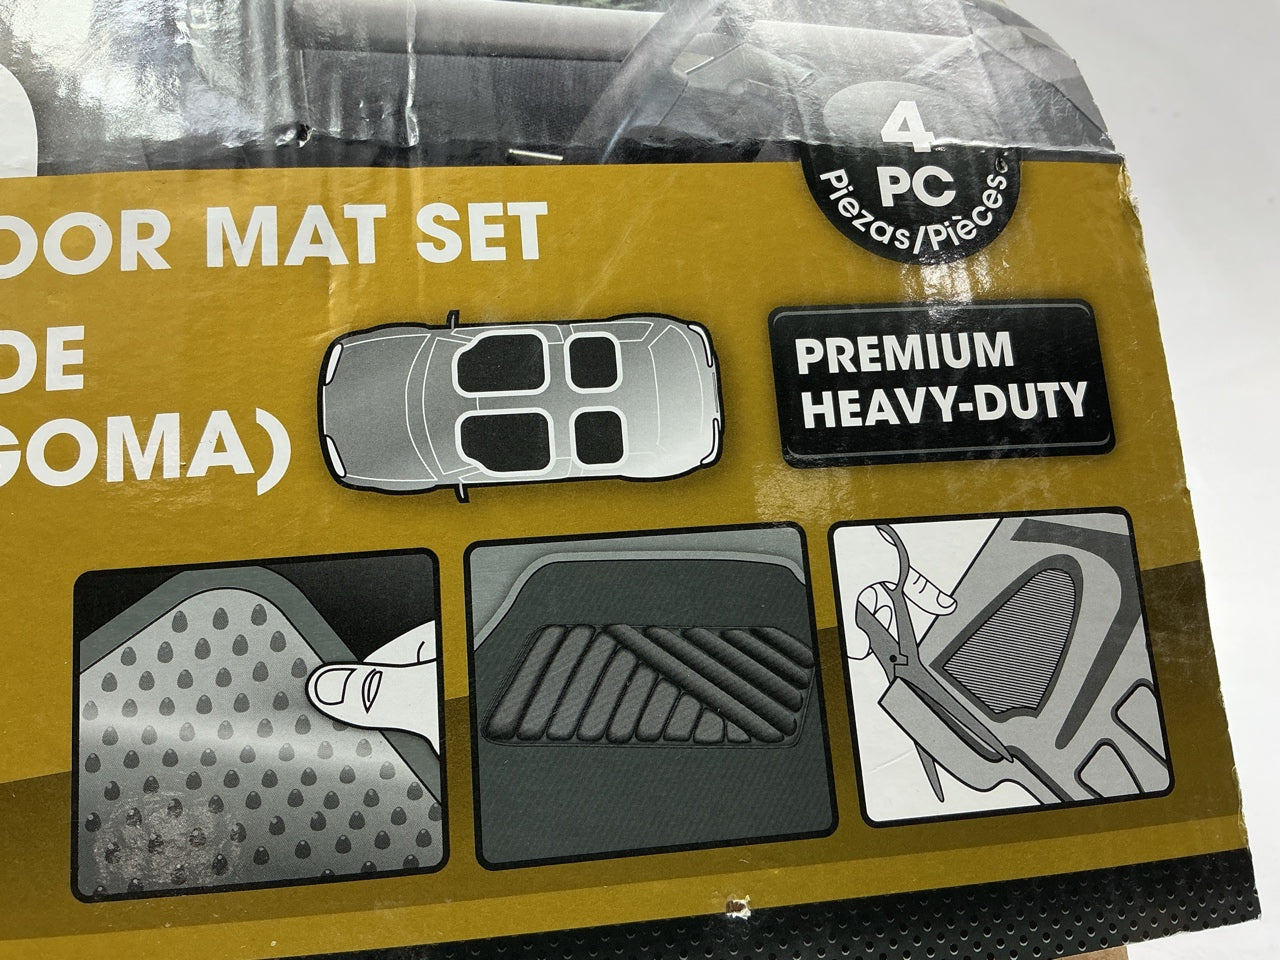 4
PC
Piezas/Pièces
OOR MAT SET
DE
GOMA)
PREMIUM
HEAVY-DUTY